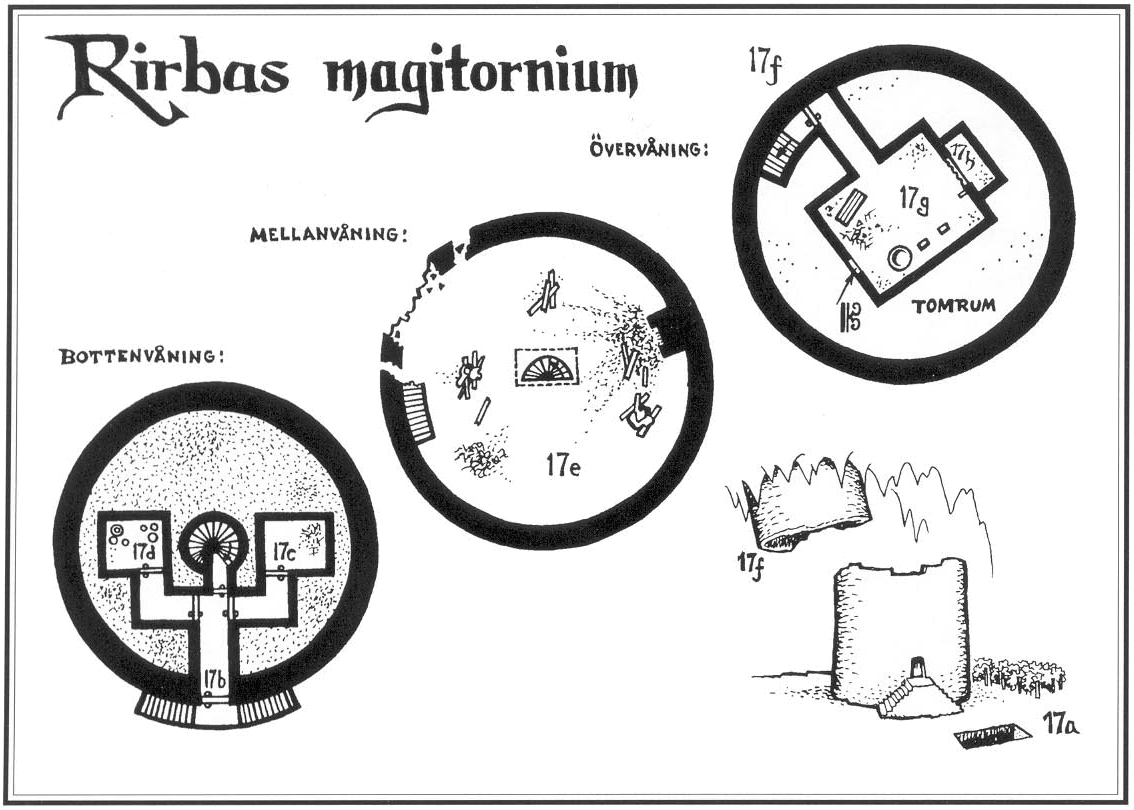 Rirbas magitornium
17f
ÖVERVÅNING:
17h
17g
TOMRUM
MELLANVÅNING:
17e
BOTTENVÅNING:
17d
17c
17b
17f
17a